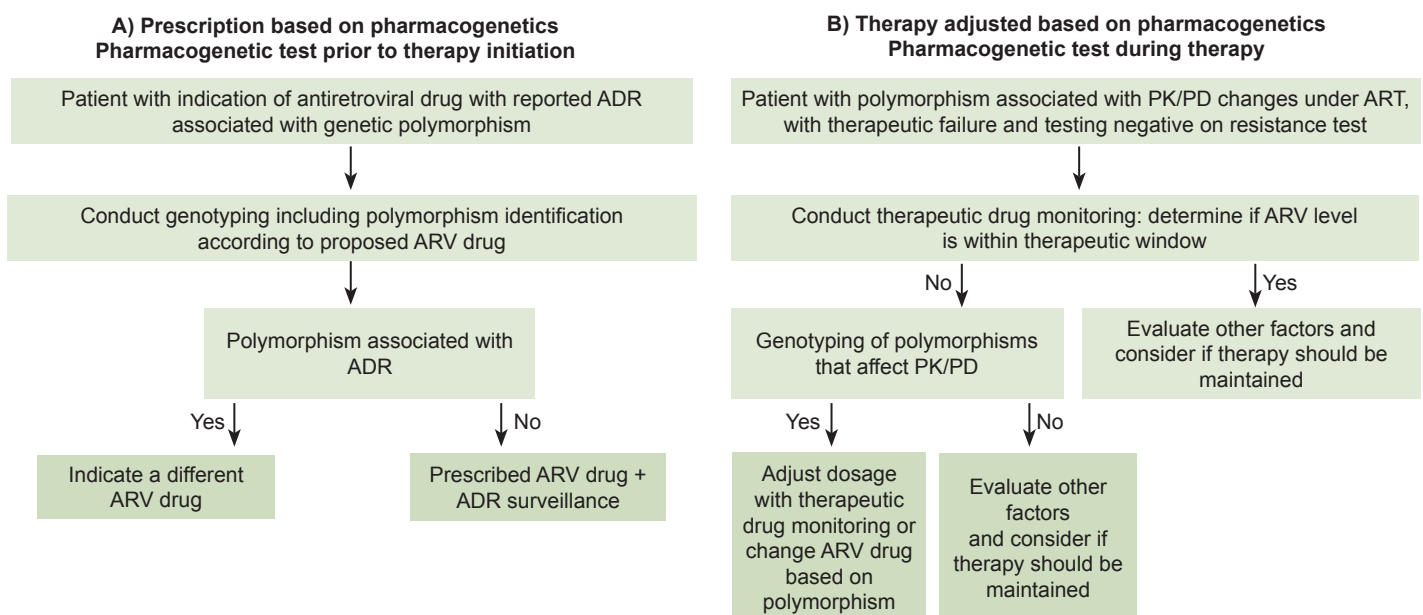 A) Prescription based on pharmacogenetics
Pharmacogenetic test prior to therapy initiation
Patient with indication of antiretroviral drug with reported ADR
associated with genetic polymorphism
Conduct genotyping including polymorphism identification
according to proposed ARV drug
Polymorphism associated with
ADR
Yes
No
Indicate a different
ARV drug
Prescribed ARV drug +
ADR surveillance
B) Therapy adjusted based on pharmacogenetics
Pharmacogenetic test during therapy
Patient with polymorphism associated with PK/PD changes under ART,
with therapeutic failure and testing negative on resistance test
Conduct therapeutic drug monitoring: determine if ARV level
is within therapeutic window
No
Yes
Genotyping of polymorphisms
that affect PK/PD
Evaluate other factors and
consider if therapy should be
maintained
Yes
No
Adjust dosage
with therapeutic
drug monitoring or
change ARV drug
based on
polymorphism
Evaluate other
factors
and consider if
therapy should be
maintained